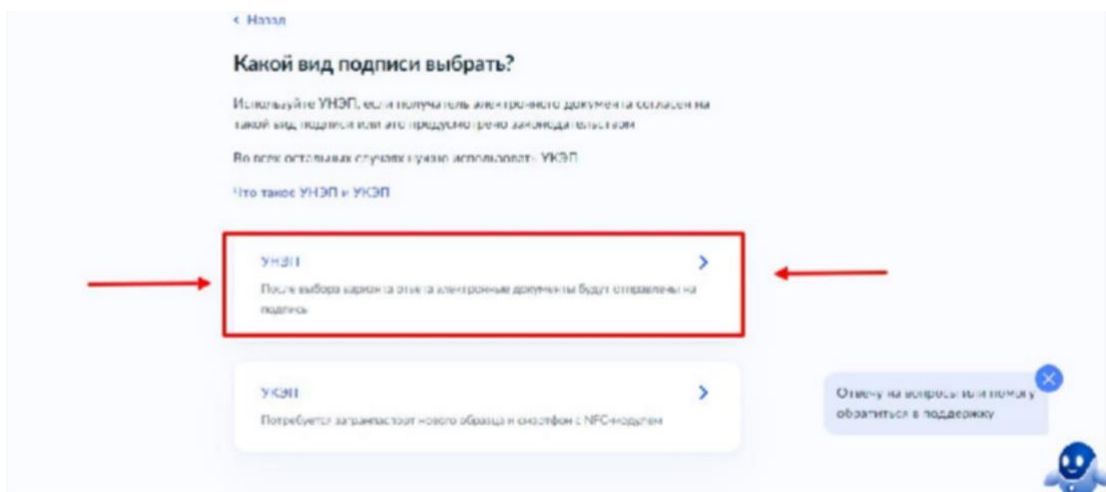 Назад
Какой вид подписи выбрать?
Используйте УНЭП, если получатель электронного документа согласен на
такой вид подписи или это предусмотрено законодательством
Во всех остальных случаях нужно использовать УКЭП
Что такое УНЭП и УКЭП
УНЭП
После выбора варианта ответа электронные документы будут отправлены на
подпись
УКЭП
Потребуется загранпаспорт нового образца и смартфон с NFC-модулем
Отвечу на вопросы или помогу
обратиться в поддержку